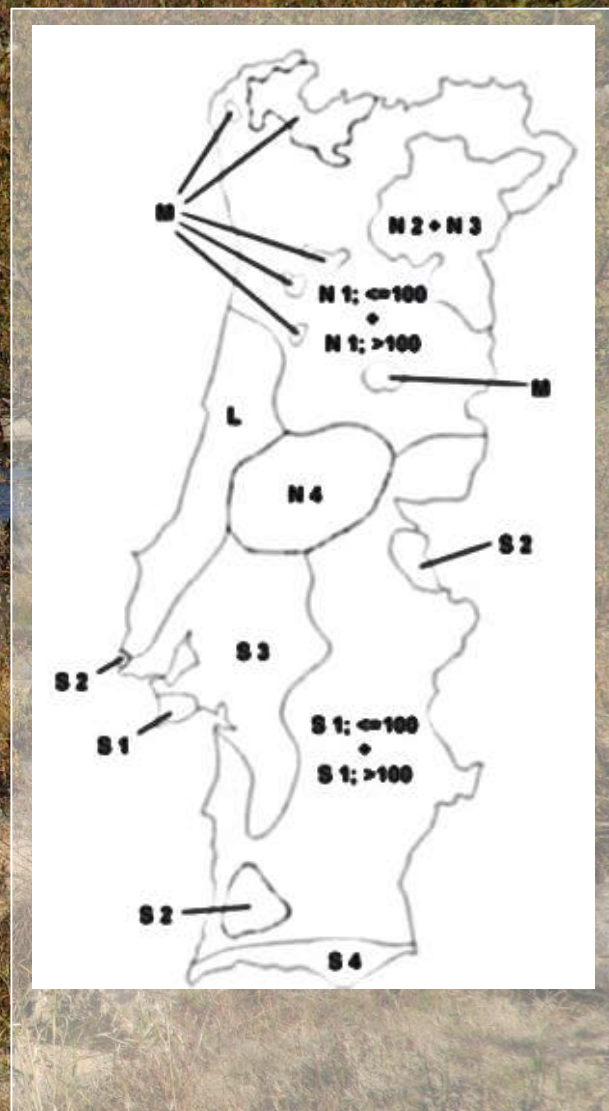 M
N 2 + N 3
N 1; <=100
+
N 1; >100
M
L
N 4
S 2
S 3
S 2
S 1
S 1; <=100
+
S 1; >100
S 2
S 4